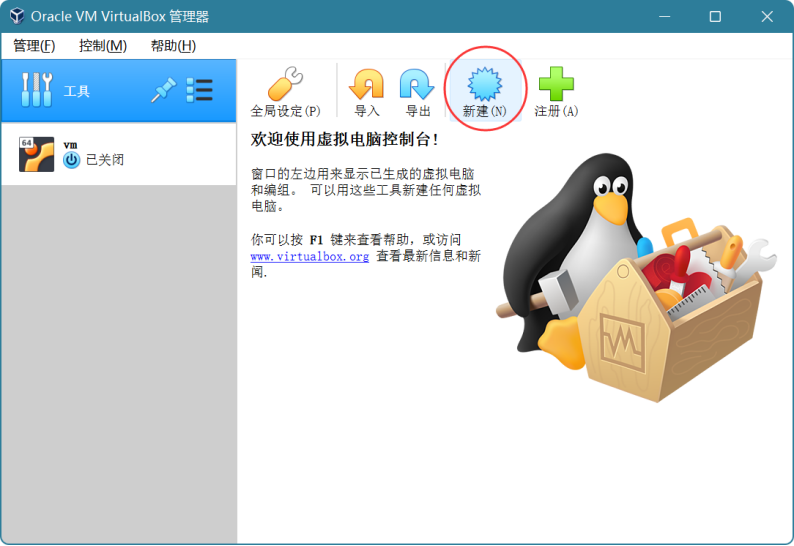 Oracle VM VirtualBox 管理器
管理(F) 控制(M) 帮助(H)
工具
全局设定(P) 导入 导出 新建(N) 注册(A)
64
vm
已关闭
欢迎使用虚拟电脑控制台!
窗口的左边用来显示已生成的虚拟电脑
和编组。 可以用这些工具新建任何虚拟
电脑。
你可以按 F1 键来查看帮助，或访问
www.virtualbox.org 查看最新信息和新
闻.
VM